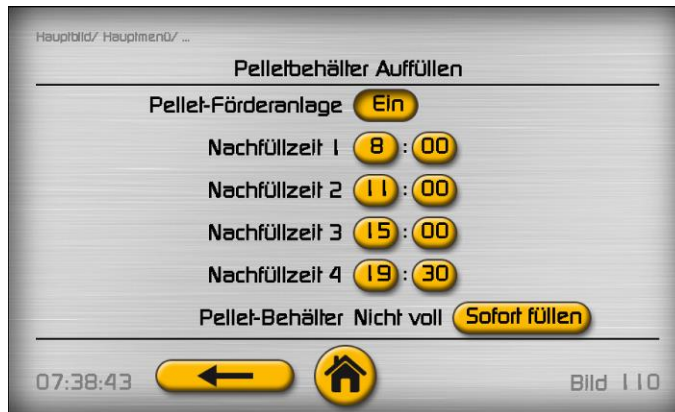 Hauptbild/ Hauptmenü/ ...
Pelletbehälter Auffüllen
Pellet-Förderanlage Ein
Nachfüllzeit 1 8 : 00
Nachfüllzeit 2 11 : 00
Nachfüllzeit 3 15 : 00
Nachfüllzeit 4 19 : 30
Pellet-Behälter Nicht voll Sofort füllen
07:38:43 Bild 110